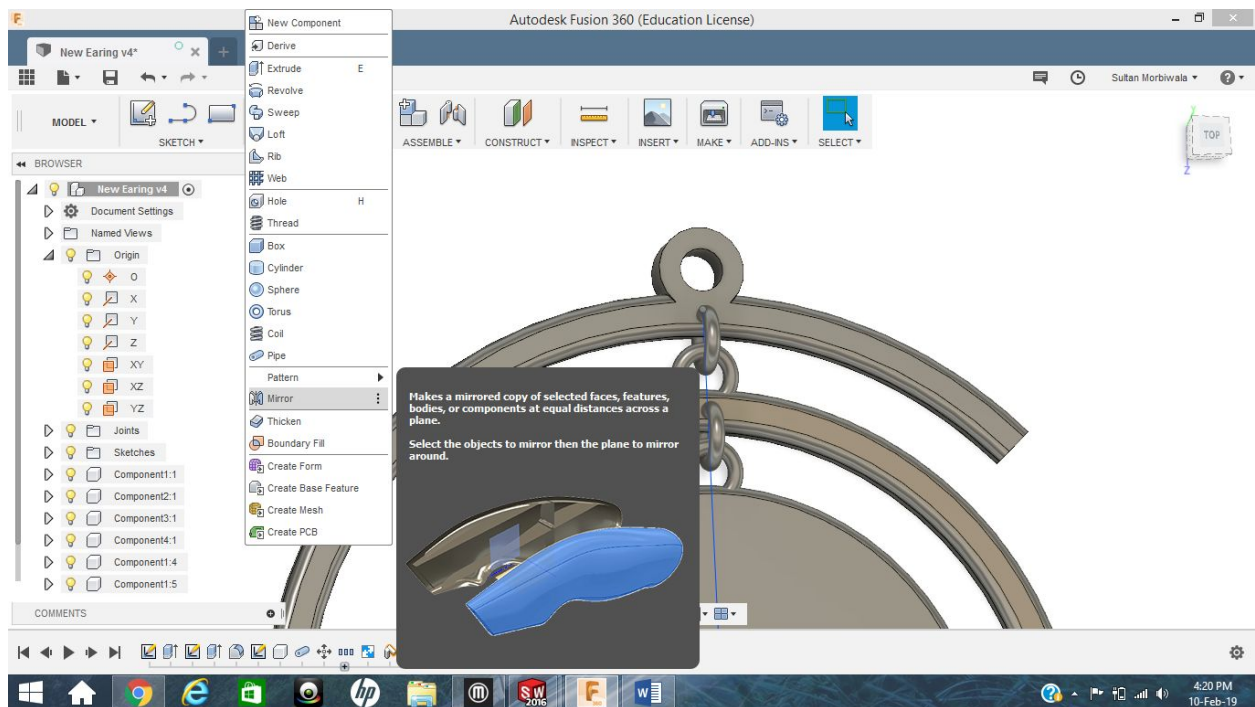 Autodesk Fusion 360 (Education License)
New Earing v4*
Sultan Morbiwala
MODEL
SKETCH
ASSEMBLE
CONSTRUCT
INSPECT
INSERT
MAKE
ADD-INS
SELECT
TOP
Y
Z
BROWSER
New Earing v4
Document Settings
Named Views
Origin
O
X
Y
Z
XY
XZ
YZ
Joints
Sketches
Component1:1
Component2:1
Component3:1
Component4:1
Component1:4
Component1:5
COMMENTS
New Component
Derive
Extrude E
Revolve
Sweep
Loft
Rib
Web
Hole H
Thread
Box
Cylinder
Sphere
Torus
Coil
Pipe
Pattern
Mirror
Thicken
Boundary Fill
Create Form
Create Base Feature
Create Mesh
Create PCB
Makes a mirrored copy of selected faces, features,
bodies, or components at equal distances across a
plane.
Select the objects to mirror then the plane to mirror
around.
hp
SW
2016
F
W
4:20 PM
10-Feb-19